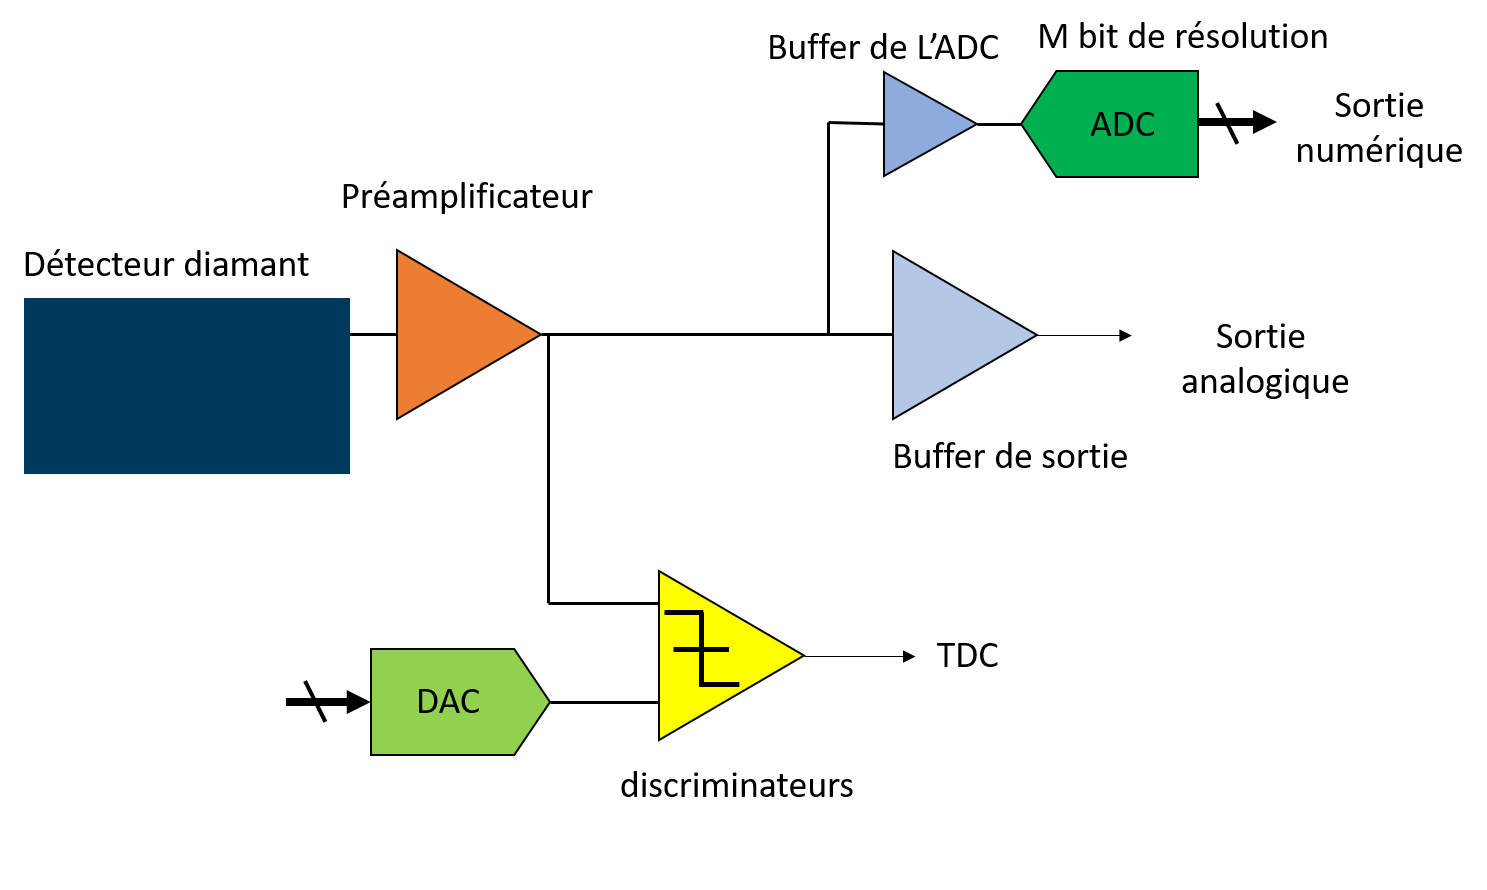 Buffer de L’ADC
M bit de résolution
ADC
Sortie
numérique
Préamplificateur
Détecteur diamant
Sortie
analogique
Buffer de sortie
DAC
TDC
discriminateurs